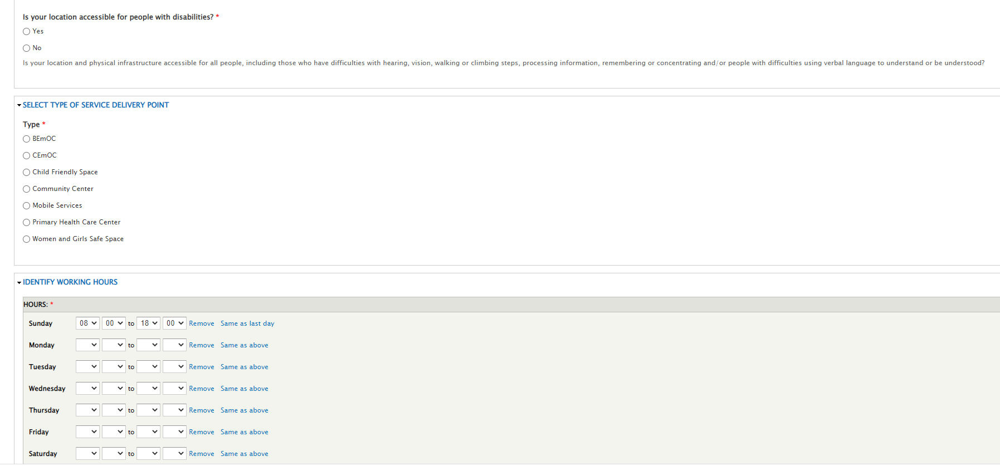 Is your location accessible for people with disabilities? *
Yes
No
Is your location and physical infrastructure accessible for all people, including those who have difficulties with hearing, vision, walking or climbing steps, processing information, remembering or concentrating and/or people with difficulties using verbal language to understand or be understood?
SELECT TYPE OF SERVICE DELIVERY POINT
Type *
BEmOC
CEmOC
Child Friendly Space
Community Center
Mobile Services
Primary Health Care Center
Women and Girls Safe Space
IDENTIFY WORKING HOURS
HOURS: *
Sunday 08 00 to 18 00 Remove Same as last day
Monday to Remove Same as above
Tuesday to Remove Same as above
Wednesday to Remove Same as above
Thursday to Remove Same as above
Friday to Remove Same as above
Saturday to Remove Same as above